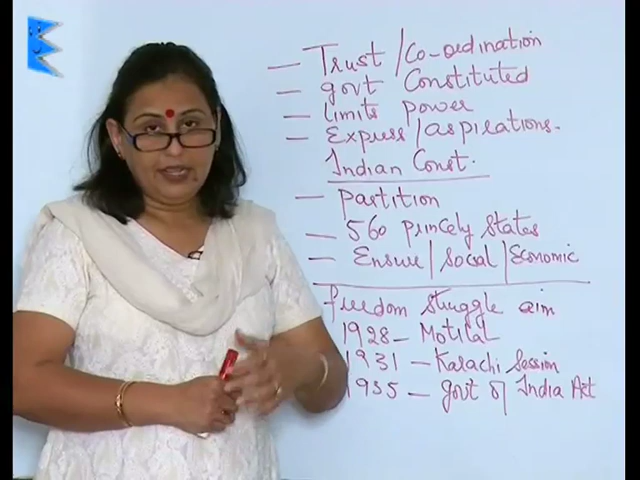 — Trust / Co-ordination
— govt Constituted
— limits power
— Express / aspirations.
Indian Const.
— partition
— 560 princely states
— Ensure / Social / Economic
freedom struggle aim
1928 - Motilal
1931 - Karachi Session
1935 - govt of India Act